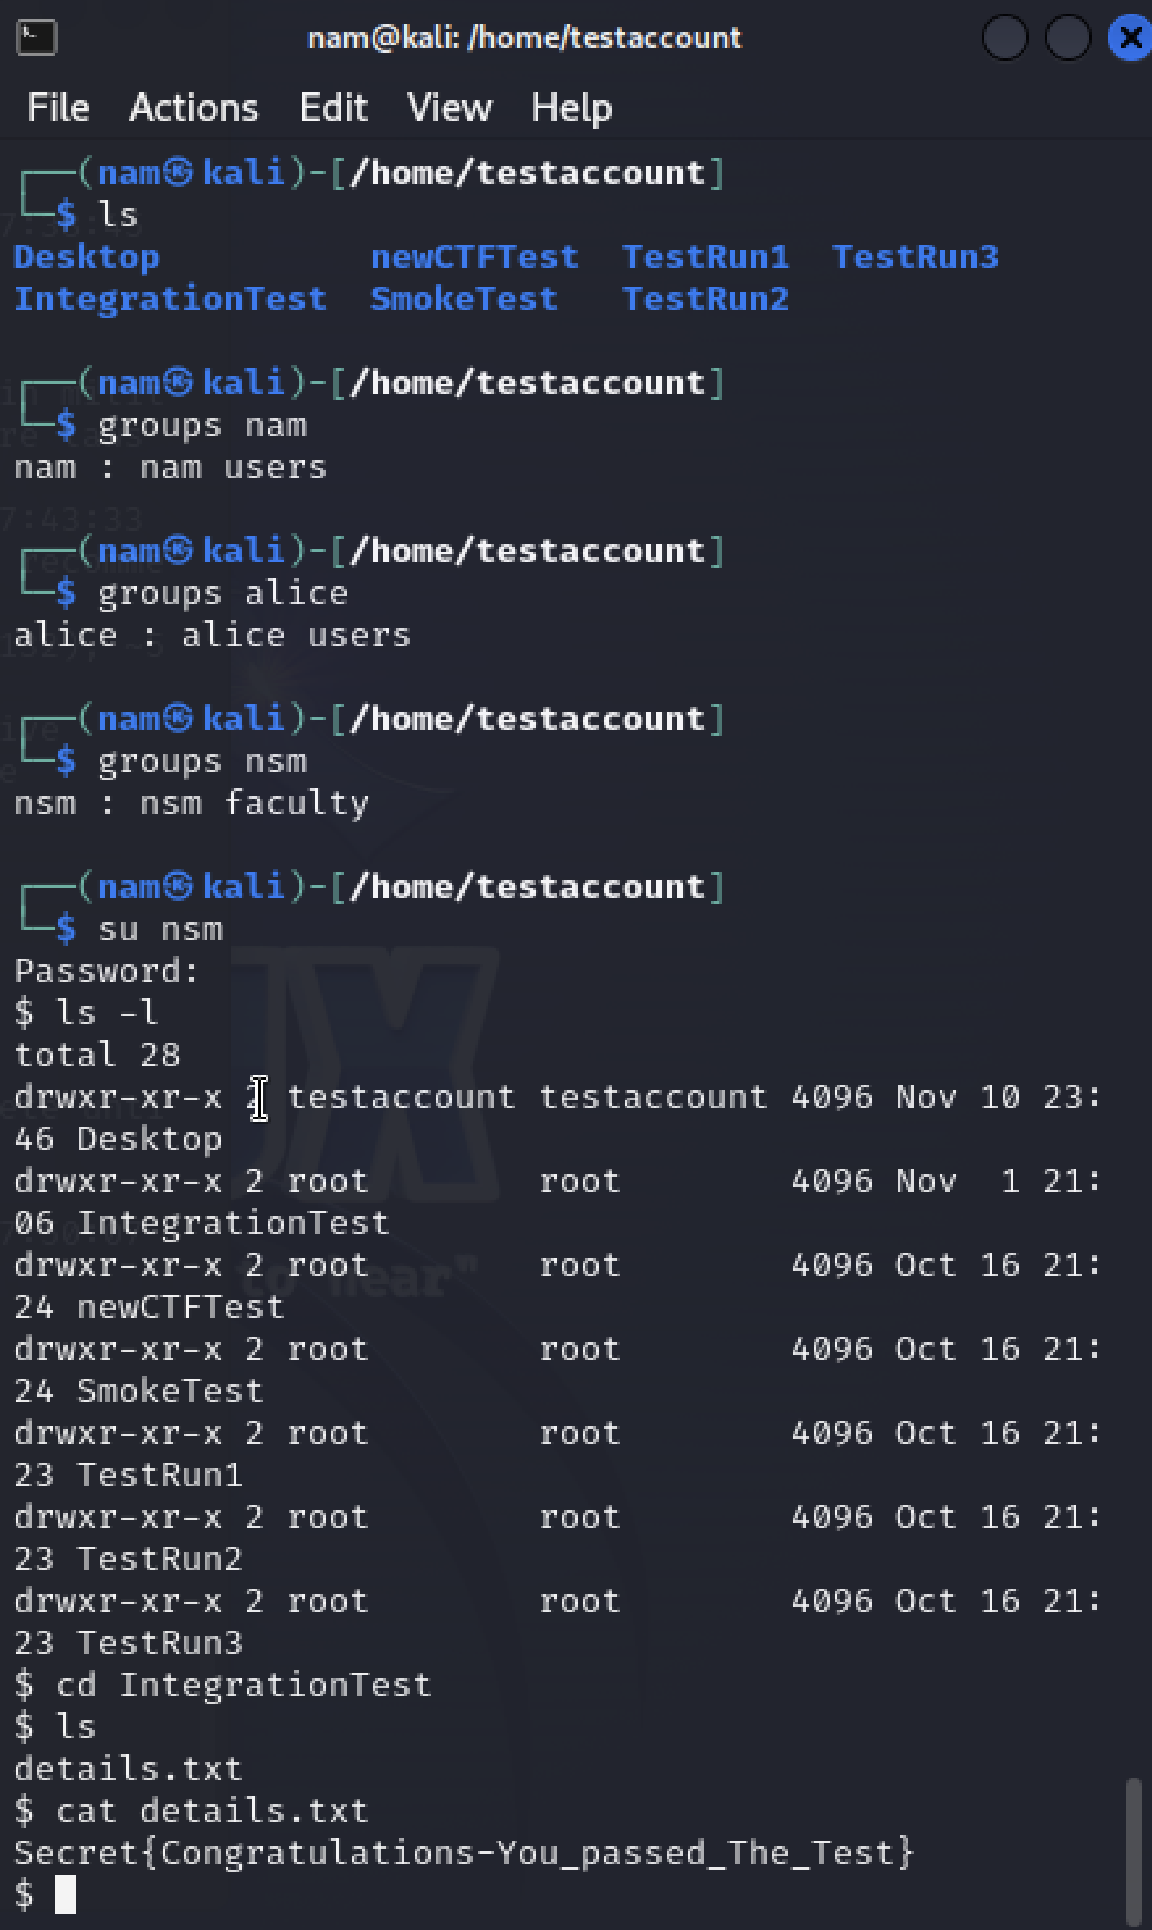 nam@kali: /home/testaccount
File Actions Edit View Help
┌──(nam㉿kali)-[/home/testaccount]
└─$ ls
Desktop newCTFTest TestRun1 TestRun3
IntegrationTest SmokeTest TestRun2
┌──(nam㉿kali)-[/home/testaccount]
└─$ groups nam
nam : nam users
┌──(nam㉿kali)-[/home/testaccount]
└─$ groups alice
alice : alice users
┌──(nam㉿kali)-[/home/testaccount]
└─$ groups nsm
nsm : nsm faculty
┌──(nam㉿kali)-[/home/testaccount]
└─$ su nsm
Password:
$ ls -l
total 28
drwxr-xr-x 2 testaccount testaccount 4096 Nov 10 23:
46 Desktop
drwxr-xr-x 2 root root 4096 Nov 1 21:
06 IntegrationTest
drwxr-xr-x 2 root root 4096 Oct 16 21:
24 newCTFTest
drwxr-xr-x 2 root root 4096 Oct 16 21:
24 SmokeTest
drwxr-xr-x 2 root root 4096 Oct 16 21:
23 TestRun1
drwxr-xr-x 2 root root 4096 Oct 16 21:
23 TestRun2
drwxr-xr-x 2 root root 4096 Oct 16 21:
23 TestRun3
$ cd IntegrationTest
$ ls
details.txt
$ cat details.txt
Secret{Congratulations-You_passed_The_Test}
$